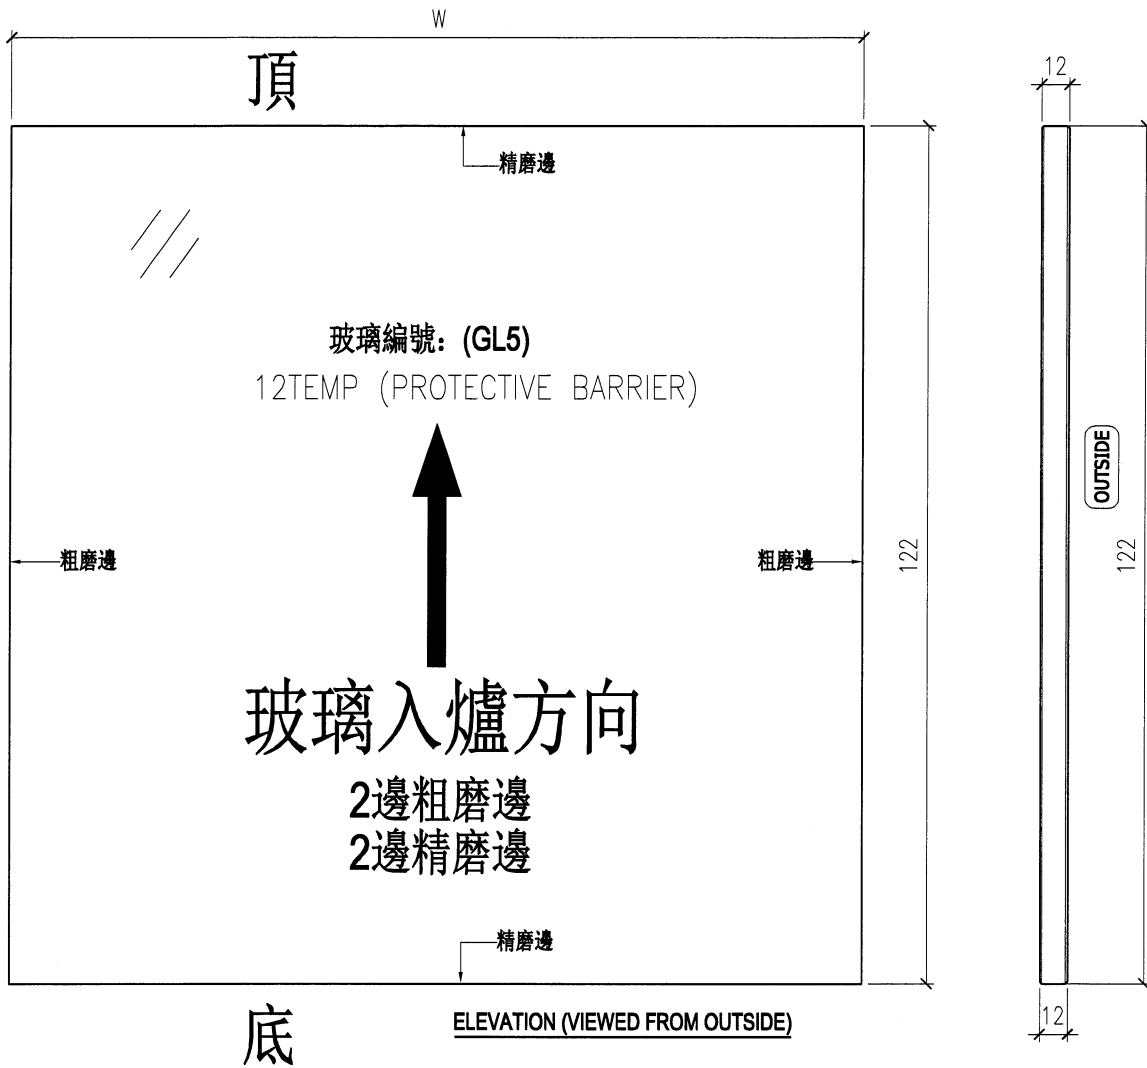 W
頂
12
精磨邊
玻璃編號：(GL5)
12TEMP (PROTECTIVE BARRIER)
OUTSIDE
粗磨邊
粗磨邊
122
122
玻璃入爐方向
2邊粗磨邊
2邊精磨邊
精磨邊
底
ELEVATION (VIEWED FROM OUTSIDE)
12